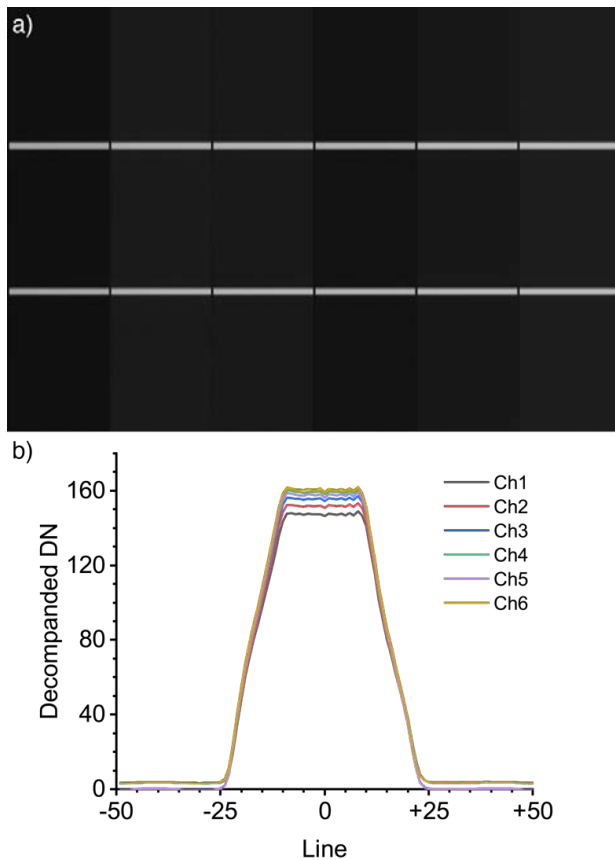 a)
b)
Decompanded DN
160
120
80
40
0
-50
-25
0
+25
+50
Line
Ch1
Ch2
Ch3
Ch4
Ch5
Ch6